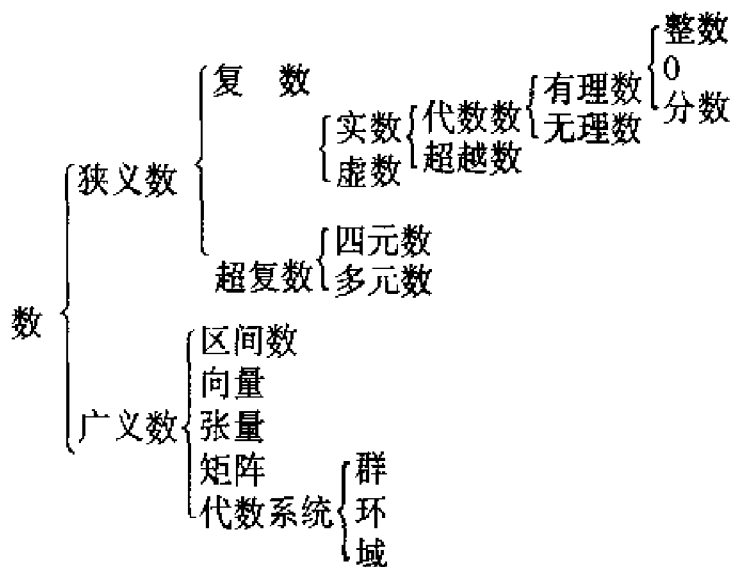 整数
复 数
有理数
0
实数
代数数
分数
无理数
虚数
超越数
狭义数
四元数
超复数
多元数
数
区间数
向量
广义数
张量
矩阵
群
代数系统
环
域